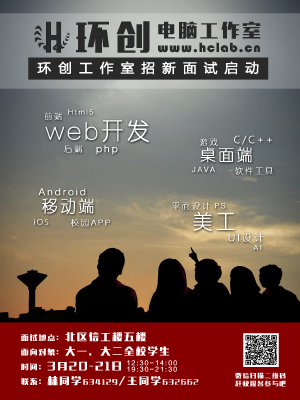 环创 电脑工作室
www.hclab.cn
环创工作室招新面试启动
前端 Html5
web开发
后端 php
游戏 C/C++
桌面端
JAVA 软件工具
Android
移动端
iOS 校园APP
平面设计 PS
美工
UI设计
AI
面试地点：北区信工楼五楼
面向对象：大一、大二全校学生
时间：3月20-21日 12:30-14:00
19:30-21:30
联系：林同学634129/王同学632662
微信扫描二维码
赶快报名参与吧